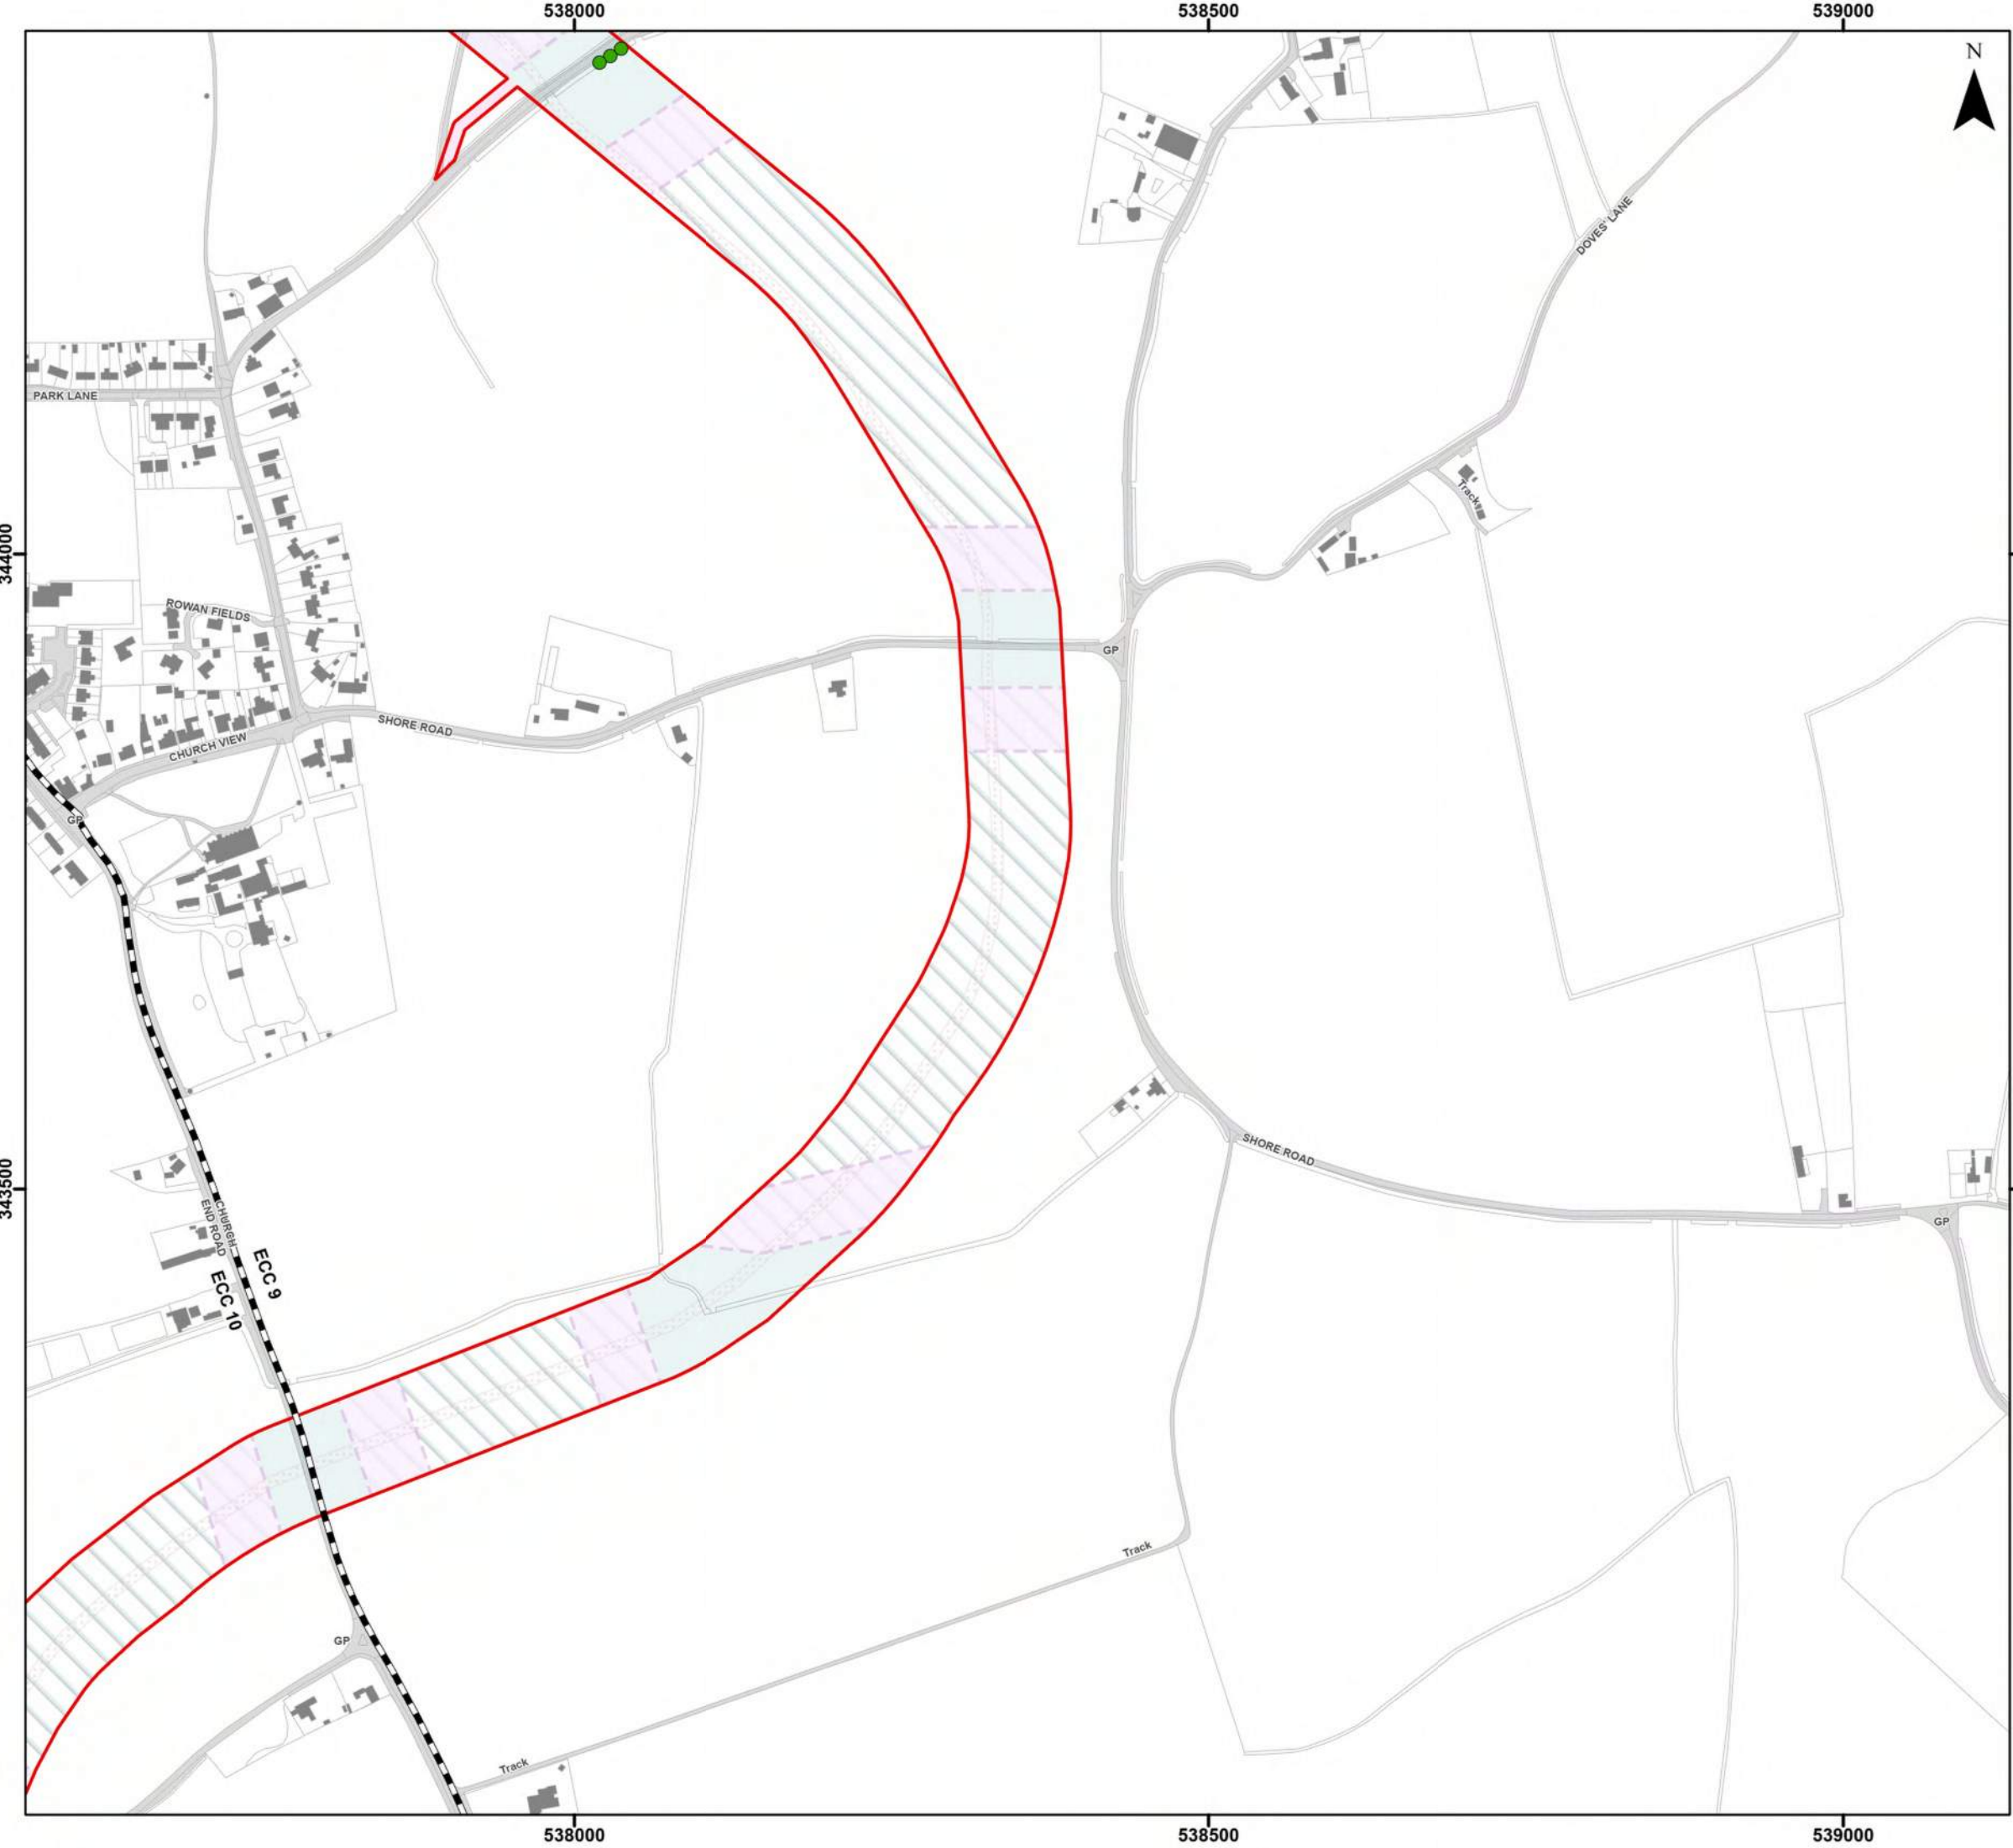 538000
538500
539000
N
DOVES' LANE
PARK LANE
Track
344000
ROWAN FIELDS
GP
SHORE ROAD
CHURCH VIEW
GP
SHORE ROAD
343500
CHURCH
END ROAD
GP
ECC 9
ECC 10
Track
GP
Track
538000
538500
539000